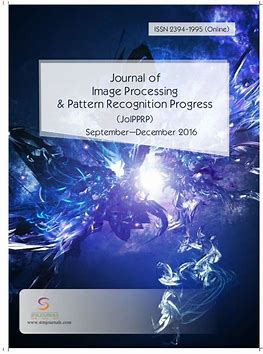 ISSN 2394-1995 (Online)
Journal of
Image Processing
& Pattern Recognition Progress
(JoIPPRP)
September–December 2016
www.stmjournals.com